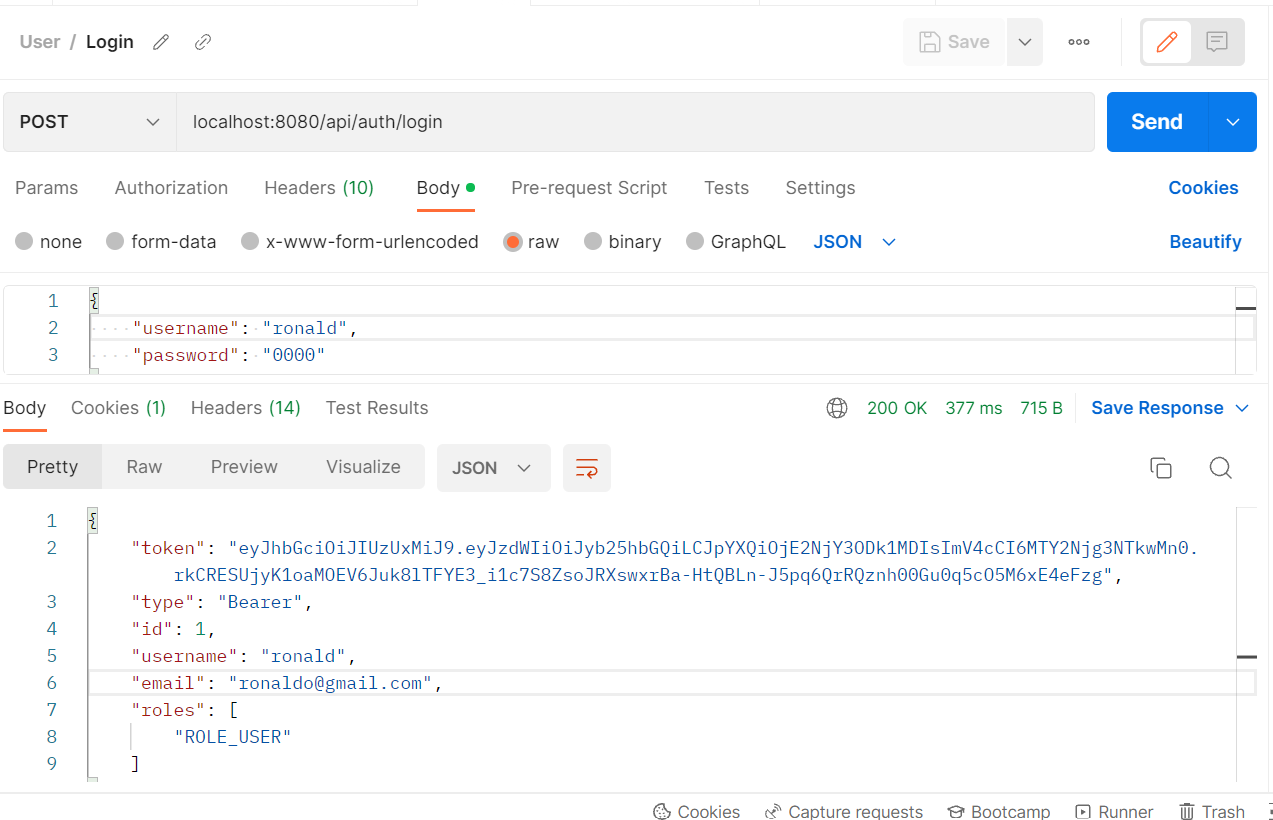 User / Login
Save
POST
localhost:8080/api/auth/login
Send
Params Authorization Headers (10) Body Pre-request Script Tests Settings Cookies
none form-data x-www-form-urlencoded raw binary GraphQL JSON Beautify
1 {
2 "username": "ronald",
3 "password": "0000"
Body Cookies (1) Headers (14) Test Results 200 OK 377 ms 715 B Save Response
Pretty Raw Preview Visualize JSON
1 {
2 "token": "eyJhbGciOiJIUzUxMiJ9.eyJzdWIiOiJyb25hbGQiLCJpYXQiOjE2NjY3ODk1MDIsImV4cCI6MTY2Njg3NTkwMn0.
rkCRESUjyK1oaMOEV6Juk8lTFYE3_i1c7S8ZsoJRXswxrBa-HtQBLn-J5pq6QrRQznh00Gu0q5cO5M6xE4eFzg",
3 "type": "Bearer",
4 "id": 1,
5 "username": "ronald",
6 "email": "ronaldo@gmail.com",
7 "roles": [
8 "ROLE_USER"
9 ]
Cookies Capture requests Bootcamp Runner Trash